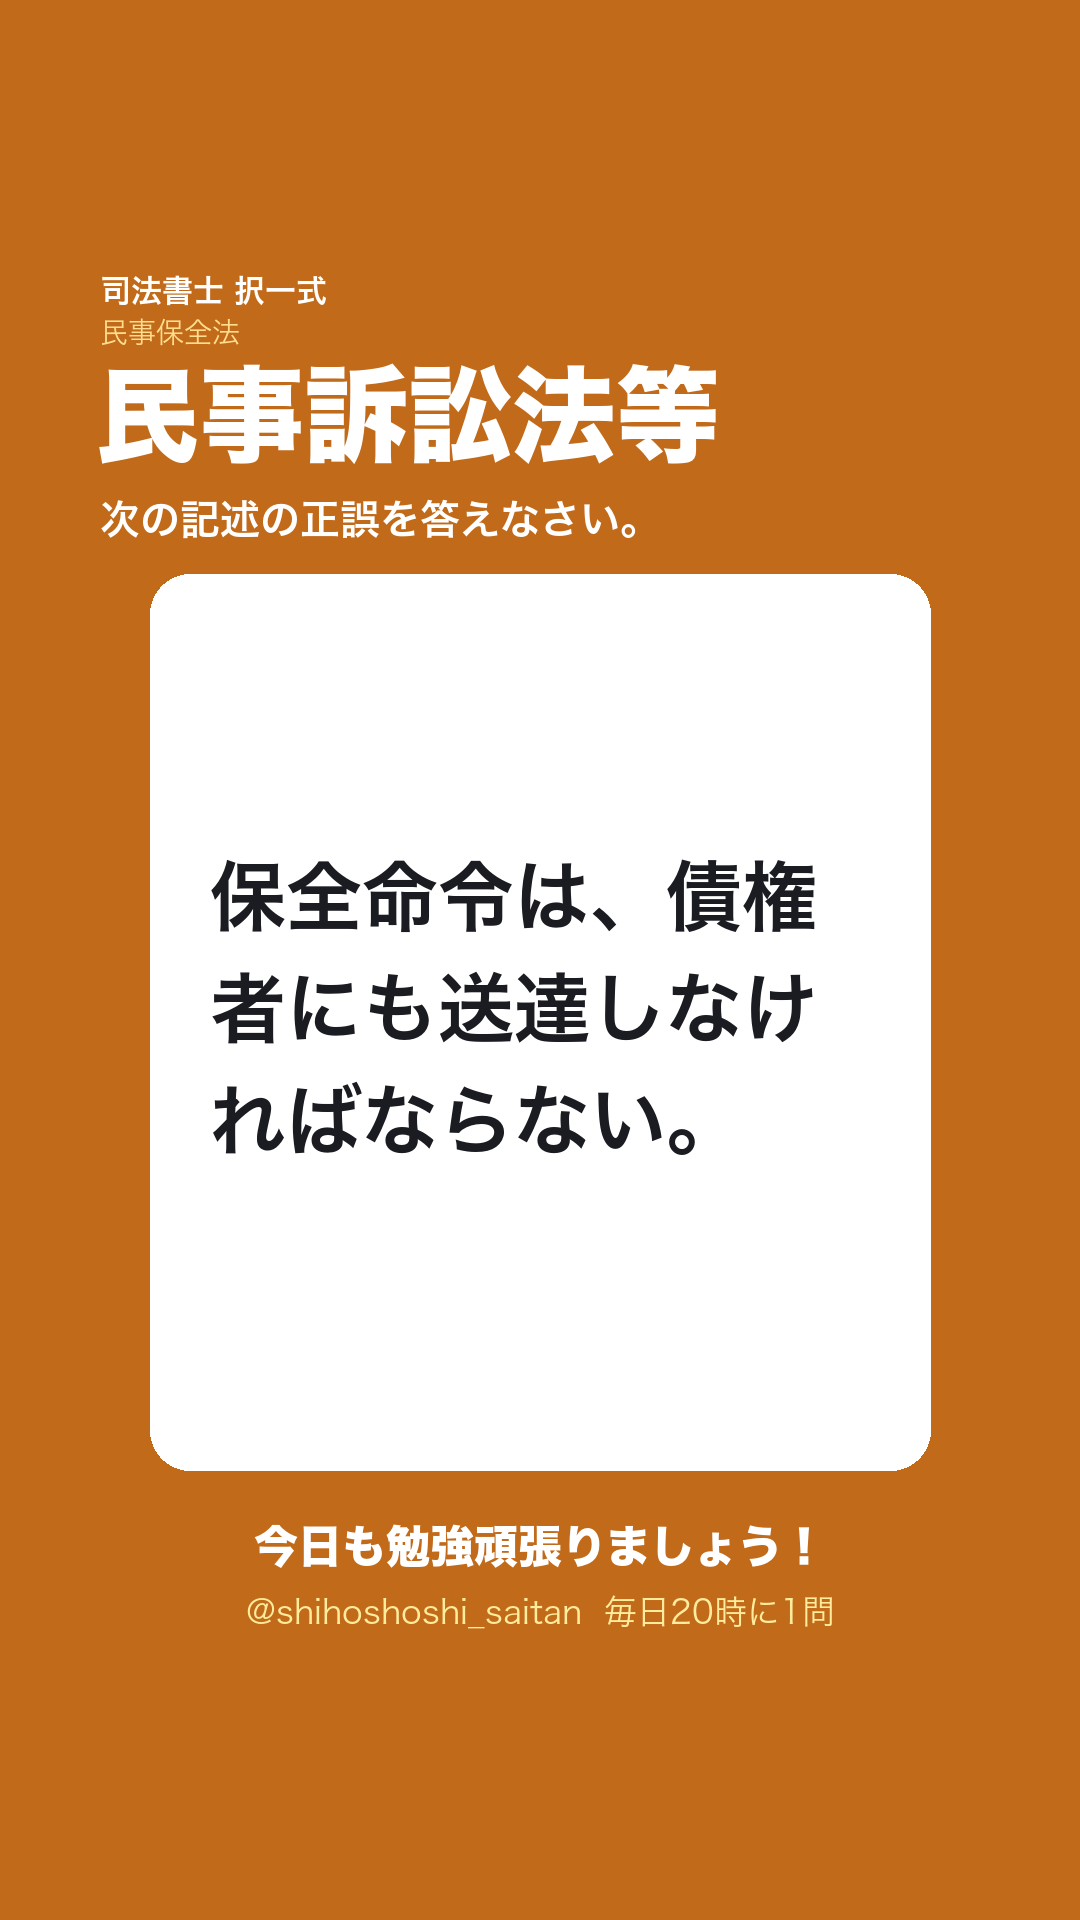 司法書士 択一式
民事保全法
民事訴訟法等
次の記述の正誤を答えなさい。
保全命令は、債権
者にも送達しなけ
ればならない。
今日も勉強頑張りましょう！
@shihoshoshi_saitan 毎日20時に1問